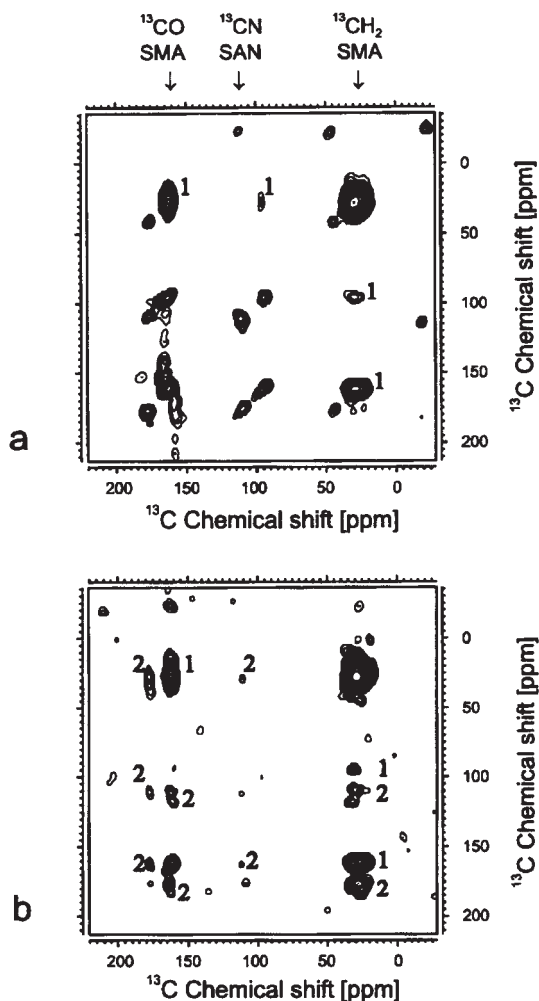 ¹³CO ¹³CN ¹³CH₂
SMA SAN SMA
↓ ↓ ↓
1 1
0
50
1
100
1
150
200
¹³C Chemical shift [ppm]
a
200 150 100 50 0
¹³C Chemical shift [ppm]
2 1 2
0
50
2 1
2 2
100
2 2 1
2 2
150
200
¹³C Chemical shift [ppm]
b
200 150 100 50 0
¹³C Chemical shift [ppm]